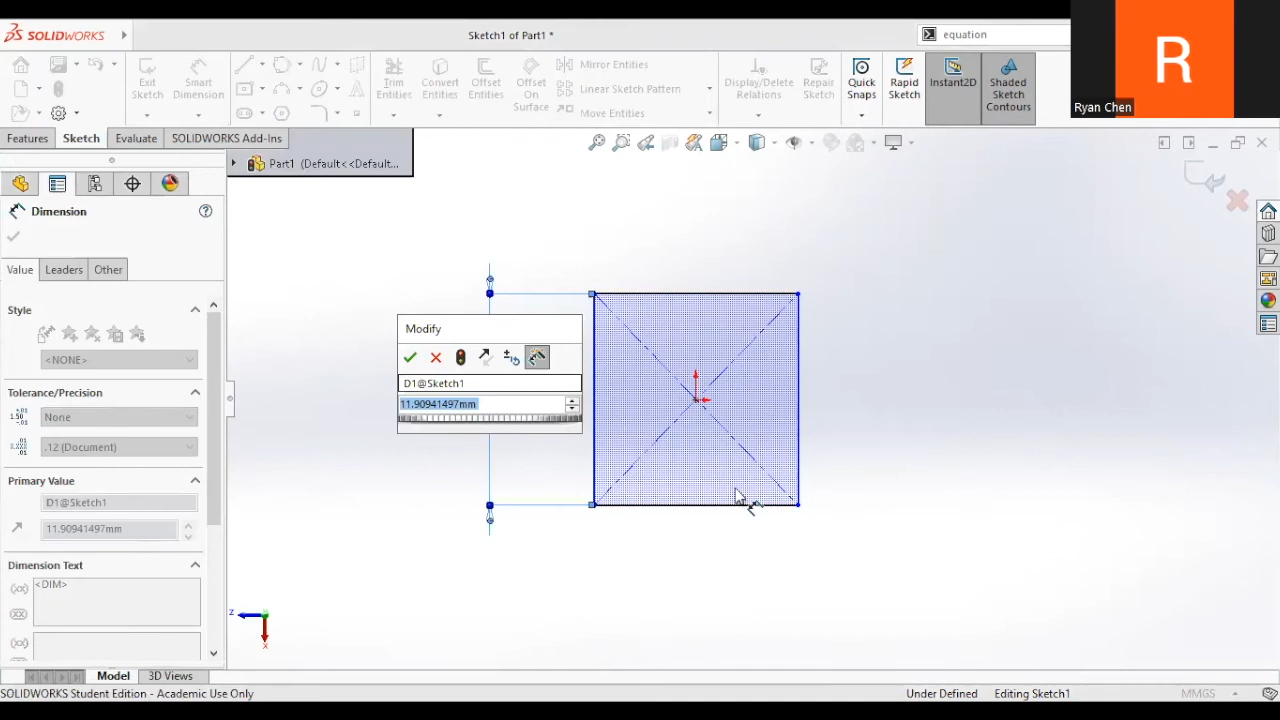 SOLIDWORKS
Sketch1 of Part1 *
equation
R
Ryan Chen
Exit
Sketch
Smart
Dimension
Trim
Entities
Convert
Entities
Offset
Entities
Offset
On
Surface
Mirror Entities
Linear Sketch Pattern
Move Entities
Display/Delete
Relations
Repair
Sketch
Quick
Snaps
Rapid
Sketch
Instant2D
Shaded
Sketch
Contours
Features
Sketch
Evaluate
SOLIDWORKS Add-Ins
Part1 (Default<<Default...
Dimension
Value
Leaders
Other
Style
<NONE>
Tolerance/Precision
None
.12 (Document)
Primary Value
D1@Sketch1
11.90941497mm
Dimension Text
<DIM>
Modify
D1@Sketch1
11.90941497mm
z
x
Model
3D Views
SOLIDWORKS Student Edition - Academic Use Only
Under Defined
Editing Sketch1
MMGS